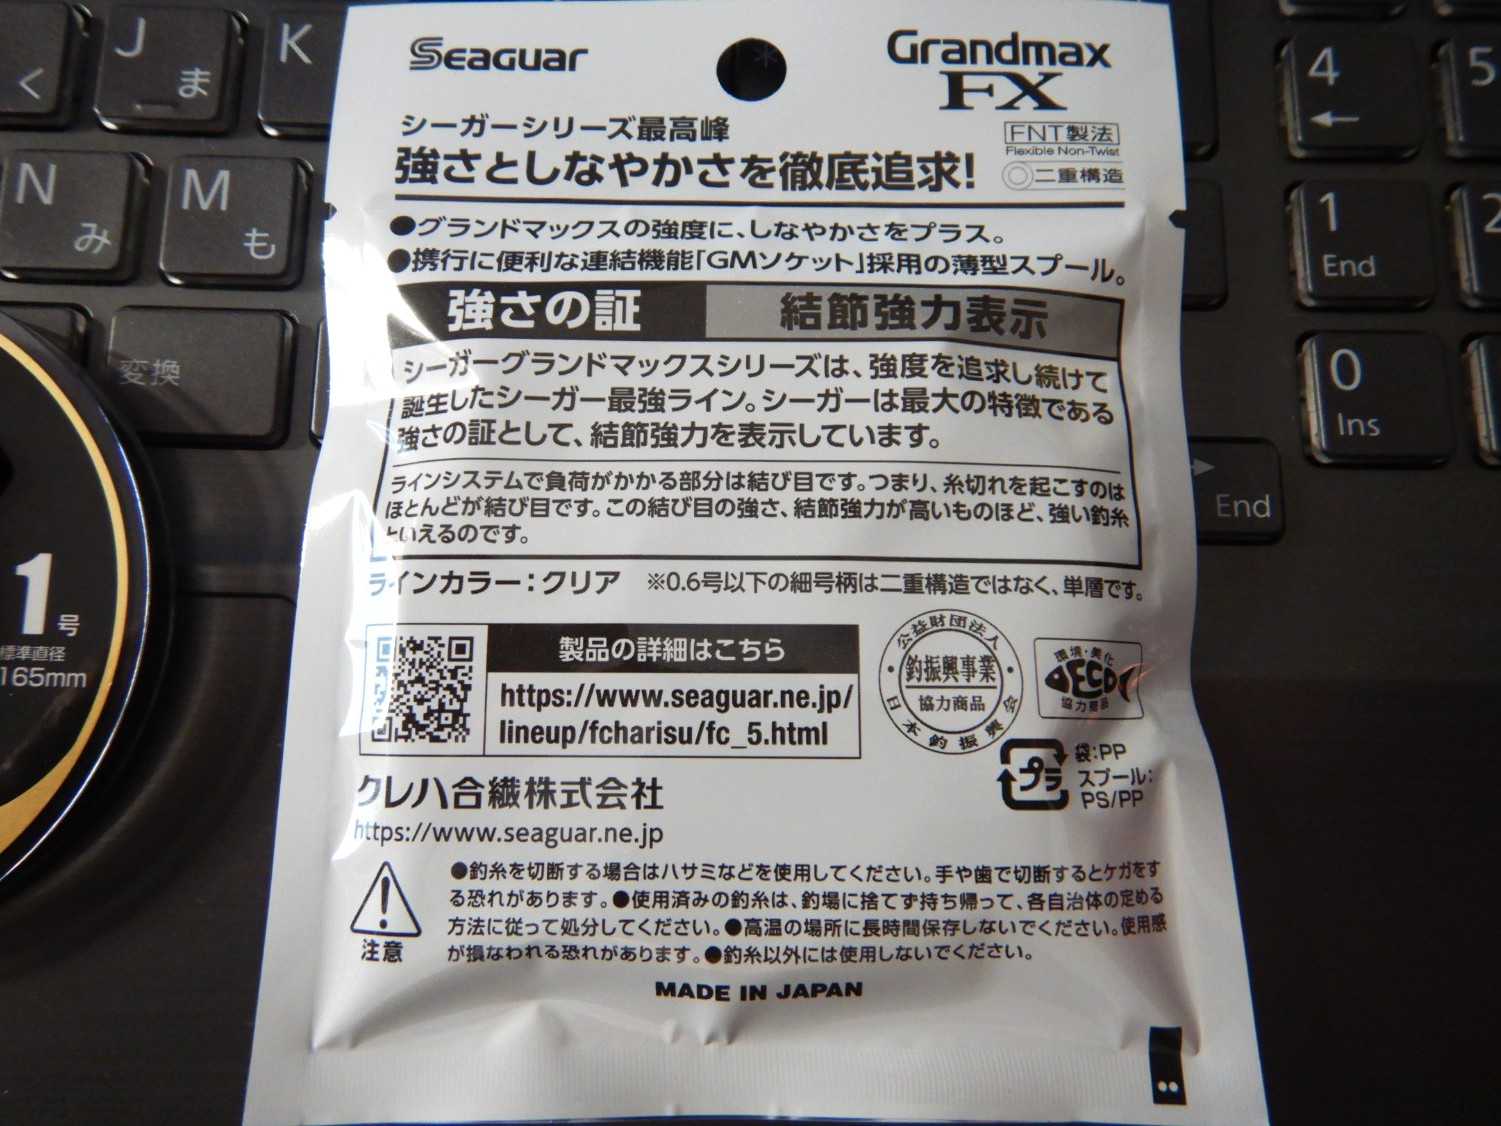 J
ま
K
く
N
み
M
も
変換
4
←
5
1
End
2
0
Ins
End
1号
標準直径
165mm
SEAGUAR
Grandmax
FX
シーガーシリーズ最高峰
強さとしなやかさを徹底追求!
FNT製法
Flexible Non-Twist
◎二重構造
●グランドマックスの強度に、しなやかさをプラス。
●携行に便利な連結機能「GMソケット」採用の薄型スプール。
強さの証
結節強力表示
シーガーグランドマックスシリーズは、強度を追求し続けて
誕生したシーガー最強ライン。シーガーは最大の特徴である
強さの証として、結節強力を表示しています。
ラインシステムで負荷がかかる部分は結び目です。つまり、糸切れを起こすのは
ほとんどが結び目です。この結び目の強さ、結節強力が高いものほど、強い釣糸
といえるのです。
ラインカラー:クリア ※0.6号以下の細号柄は二重構造ではなく、単層です。
製品の詳細はこちら
https://www.seaguar.ne.jp/
lineup/fcharisu/fc_5.html
公益財団法人
釣振興事業
協力商品
日本釣振興会
環境・美化
ECO
協力商品
プラ
袋:PP
スプール:
PS/PP
クレハ合繊株式会社
https://www.seaguar.ne.jp
注意
●釣糸を切断する場合はハサミなどを使用してください。手や歯で切断するとケガをす
る恐れがあります。●使用済みの釣糸は、釣場に捨てず持ち帰って、各自治体の定める
方法に従って処分してください。●高温の場所に長時間保存しないでください。使用感
が損なわれる恐れがあります。●釣糸以外には使用しないでください。
MADE IN JAPAN